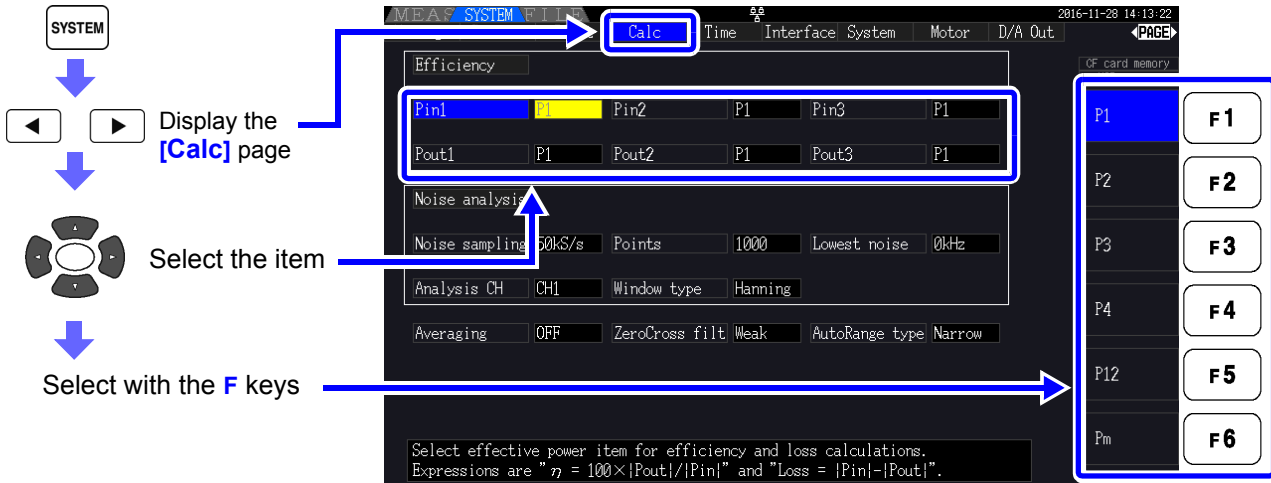 SYSTEM
Display the
[Calc] page
Select the item
Select with the F keys
MEAS SYSTEM FILE
2016-11-28 14:13:22
Calc Time Interface System Motor D/A Out PAGE
CF card memory
Efficiency
Pin1 P1 Pin2 P1 Pin3 P1
Pout1 P1 Pout2 P1 Pout3 P1
Noise analysis
Noise sampling 50kS/s Points 1000 Lowest noise 0kHz
Analysis CH CH1 Window type Hanning
Averaging OFF ZeroCross filt Weak AutoRange type Narrow
Select effective power item for efficiency and loss calculations.
Expressions are "η = 100×|Pout|/|Pin|" and "Loss = |Pin|-|Pout|".
P1 F1
P2 F2
P3 F3
P4 F4
P12 F5
Pm F6